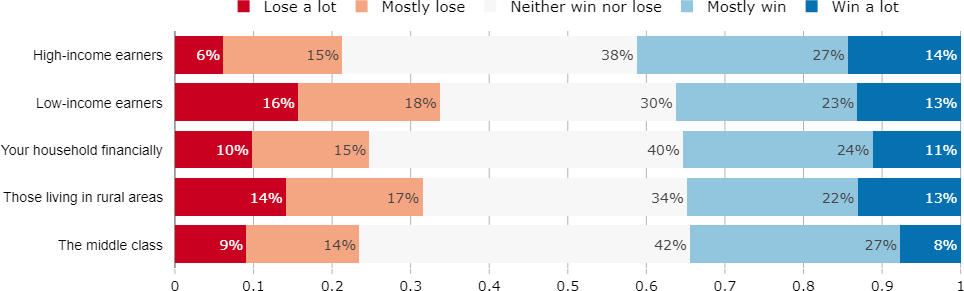 Lose a lot Mostly lose Neither win nor lose Mostly win Win a lot
High-income earners 6% 15% 38% 27% 14%
Low-income earners 16% 18% 30% 23% 13%
Your household financially 10% 15% 40% 24% 11%
Those living in rural areas 14% 17% 34% 22% 13%
The middle class 9% 14% 42% 27% 8%
0 0.1 0.2 0.3 0.4 0.5 0.6 0.7 0.8 0.9 1